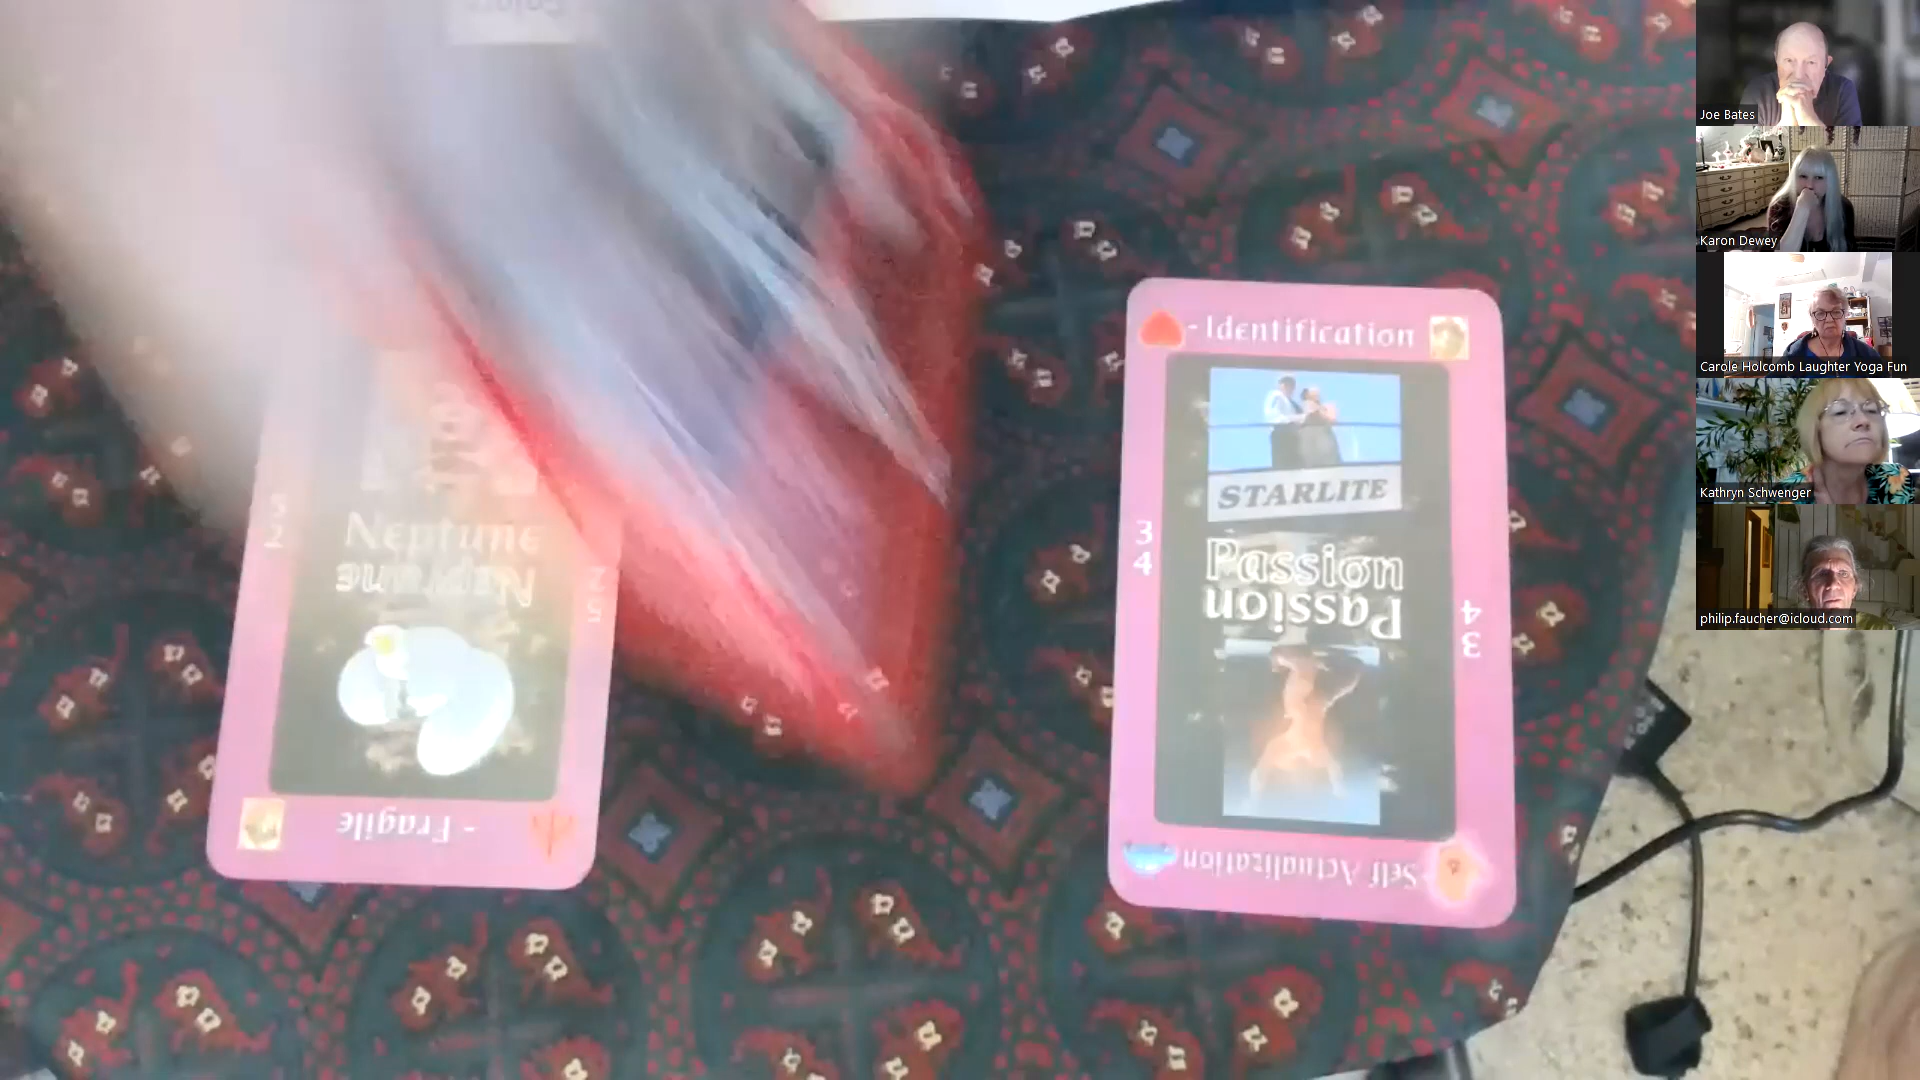 Neptune
Neptune
- Fragile
- Identification
STARLITE
Passion
Passion
3
4
3
4
- Self Actualization
Joe Bates
Karon Dewey
Carole Holcomb Laughter Yoga Fun
Kathryn Schwenger
philip.faucher@icloud.com